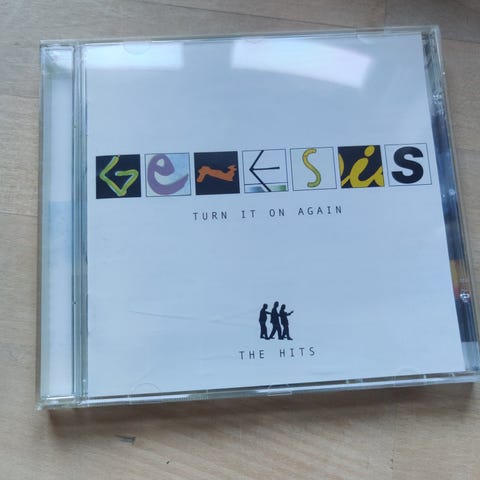 GeNESiS
TURN IT ON AGAIN
THE HITS